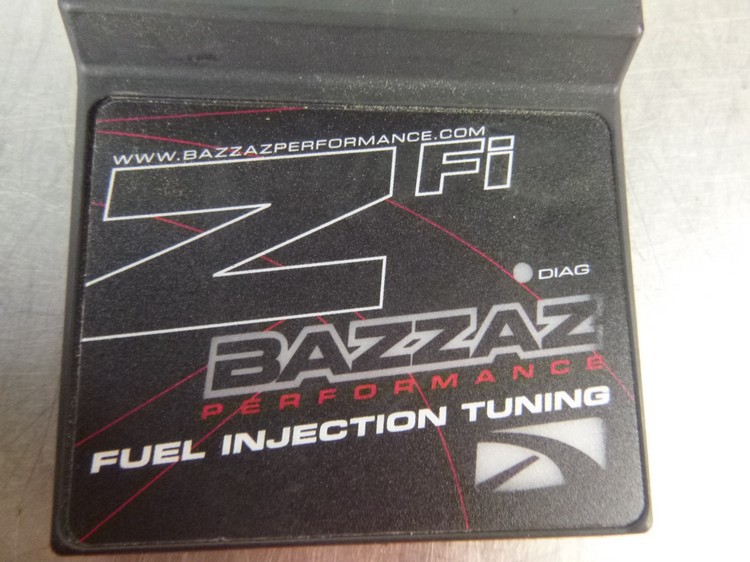 WWW.BAZZAZPERFORMANCE.COM
Z Fi
DIAG
BAZZAZ
PERFORMANCE
FUEL INJECTION TUNING